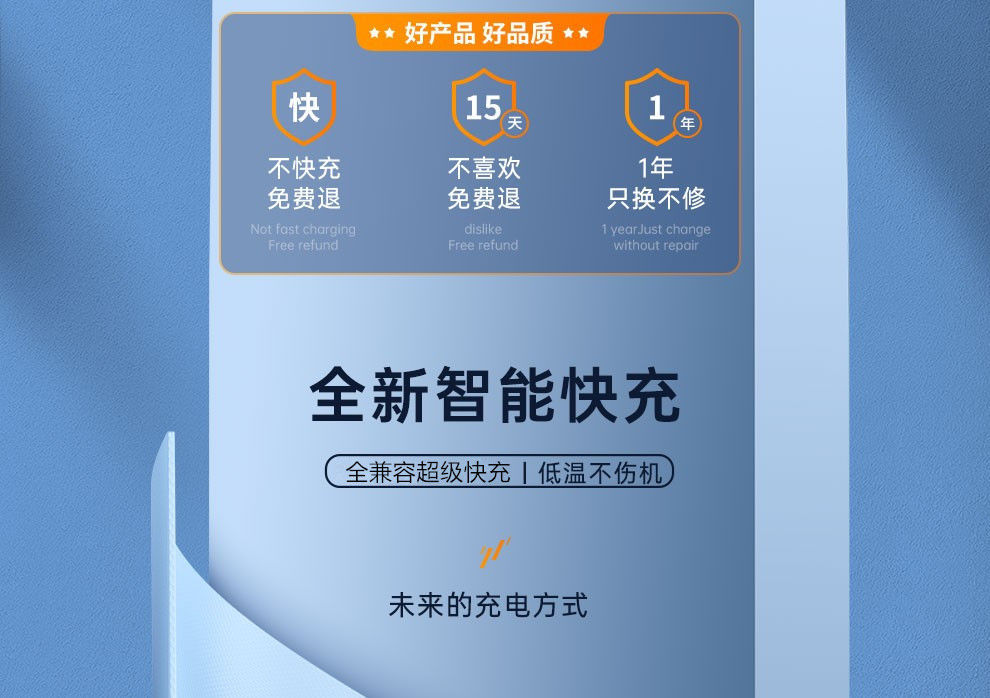 ★★ 好产品 好品质 ★★
快
15天
1年
不快充
免费退
不喜欢
免费退
1年
只换不修
Not fast charging
Free refund
dislike
Free refund
1 yearJust change
without repair
全新智能快充
全兼容超级快充 | 低温不伤机
未来的充电方式